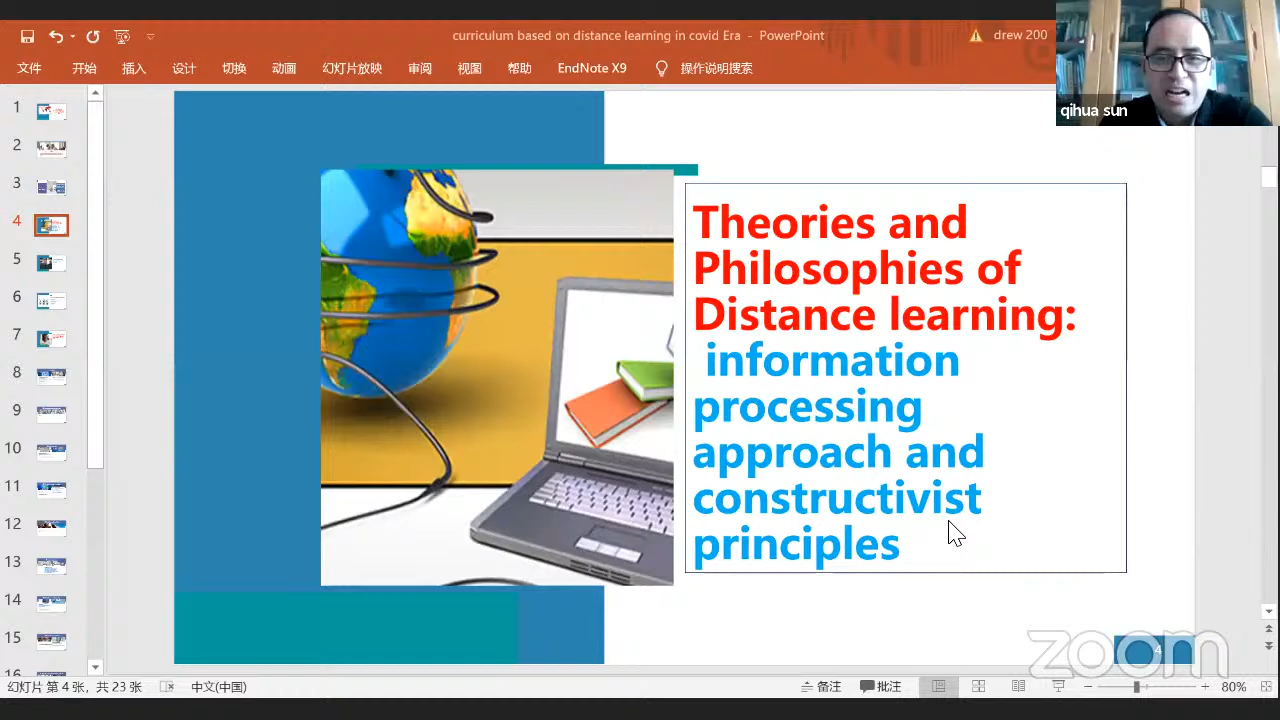 curriculum based on distance learning in covid Era - PowerPoint
drew 200
文件 开始 插入 设计 切换 动画 幻灯片放映 审阅 视图 帮助 EndNote X9 操作说明搜索
qihua sun
1
2
3
4
5
6
7
8
9
10
11
12
13
14
15
16
Theories and
Philosophies of
Distance learning:
information
processing
approach and
constructivist
principles
4
zoom
幻灯片 第 4 张，共 23 张 中文(中国) 备注 批注 80%